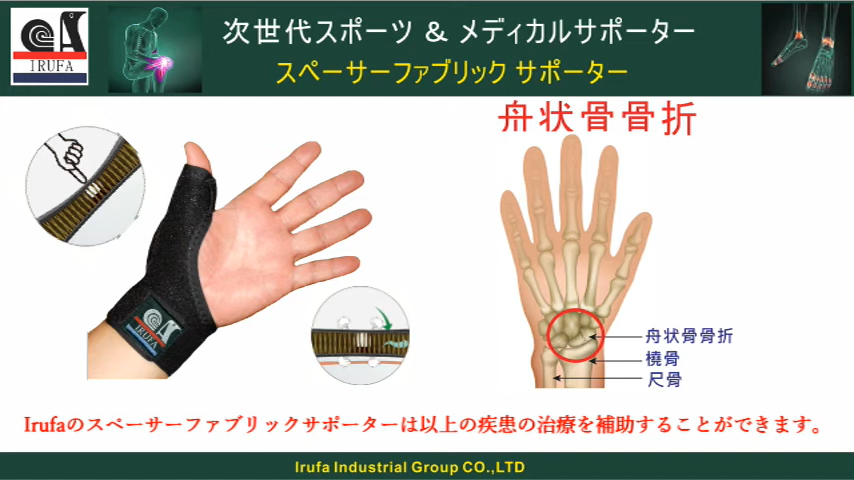 IRUFA
次世代スポーツ & メディカルサポーター
スペーサーファブリック サポーター
舟状骨骨折
IRUFA
舟状骨骨折
橈骨
尺骨
Irufaのスペーサーファブリックサポーターは以上の疾患の治療を補助することができます。
Irufa Industrial Group CO.,LTD